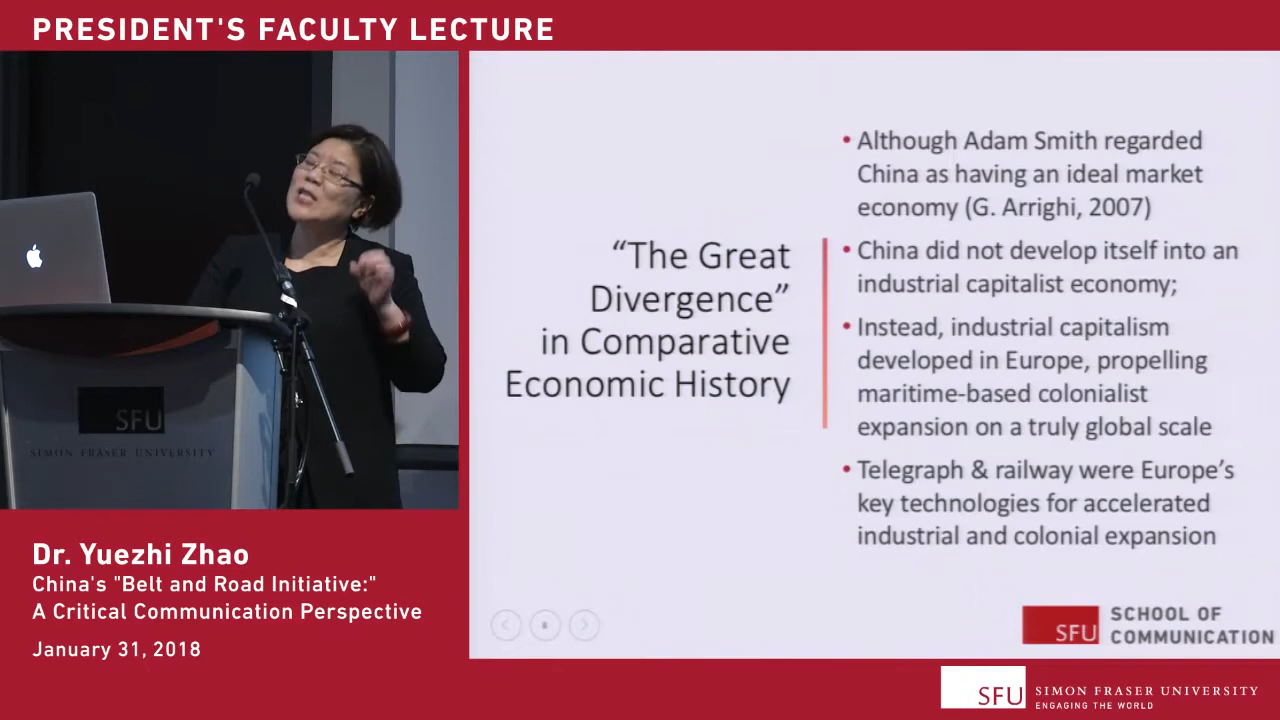 PRESIDENT'S FACULTY LECTURE
SFU
SIMON FRASER UNIVERSITY
Dr. Yuezhi Zhao
China's "Belt and Road Initiative:"
A Critical Communication Perspective
January 31, 2018
“The Great
Divergence”
in Comparative
Economic History
• Although Adam Smith regarded
China as having an ideal market
economy (G. Arrighi, 2007)
• China did not develop itself into an
industrial capitalist economy;
• Instead, industrial capitalism
developed in Europe, propelling
maritime-based colonialist
expansion on a truly global scale
• Telegraph & railway were Europe’s
key technologies for accelerated
industrial and colonial expansion
SFU
SCHOOL OF
COMMUNICATION
SFU
SIMON FRASER UNIVERSITY
ENGAGING THE WORLD